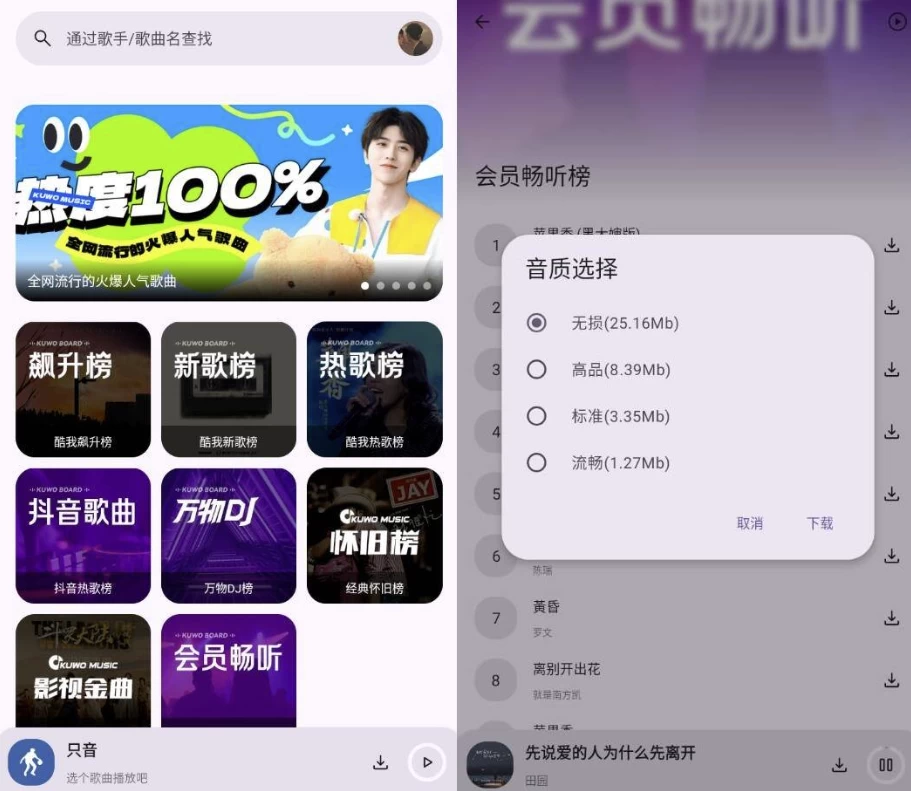 通过歌手/歌曲名查找
热度100%
KUWO MUSIC
全网流行的火爆人气歌曲
全网流行的火爆人气歌曲
KUWO BOARD
飙升榜
酷我飙升榜
KUWO BOARD
新歌榜
酷我新歌榜
KUWO BOARD
热歌榜
酷我热歌榜
KUWO BOARD
抖音歌曲
抖音热歌榜
KUWO BOARD
万物DJ
万物DJ榜
JAY
KUWO MUSIC
怀旧榜
经典怀旧榜
KUWO MUSIC
影视金曲
KUWO BOARD
会员畅听
只音
选个歌曲播放吧
会员畅听
会员畅听榜
1
2
3
4
5
6
陈瑞
7
黄昏
罗文
8
离别开出花
就是南方凯
音质选择
无损(25.16Mb)
高品(8.39Mb)
标准(3.35Mb)
流畅(1.27Mb)
取消
下载
先说爱的人为什么先离开
田园